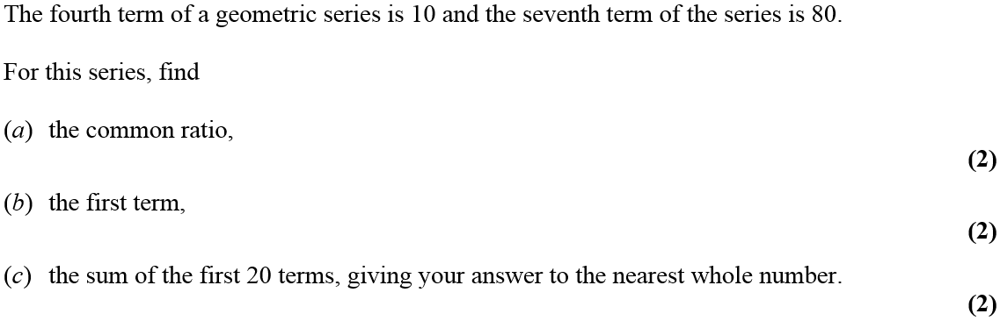 The fourth term of a geometric series is 10 and the seventh term of the series is 80.
For this series, find
(a) the common ratio,
(2)
(b) the first term,
(2)
(c) the sum of the first 20 terms, giving your answer to the nearest whole number.
(2)